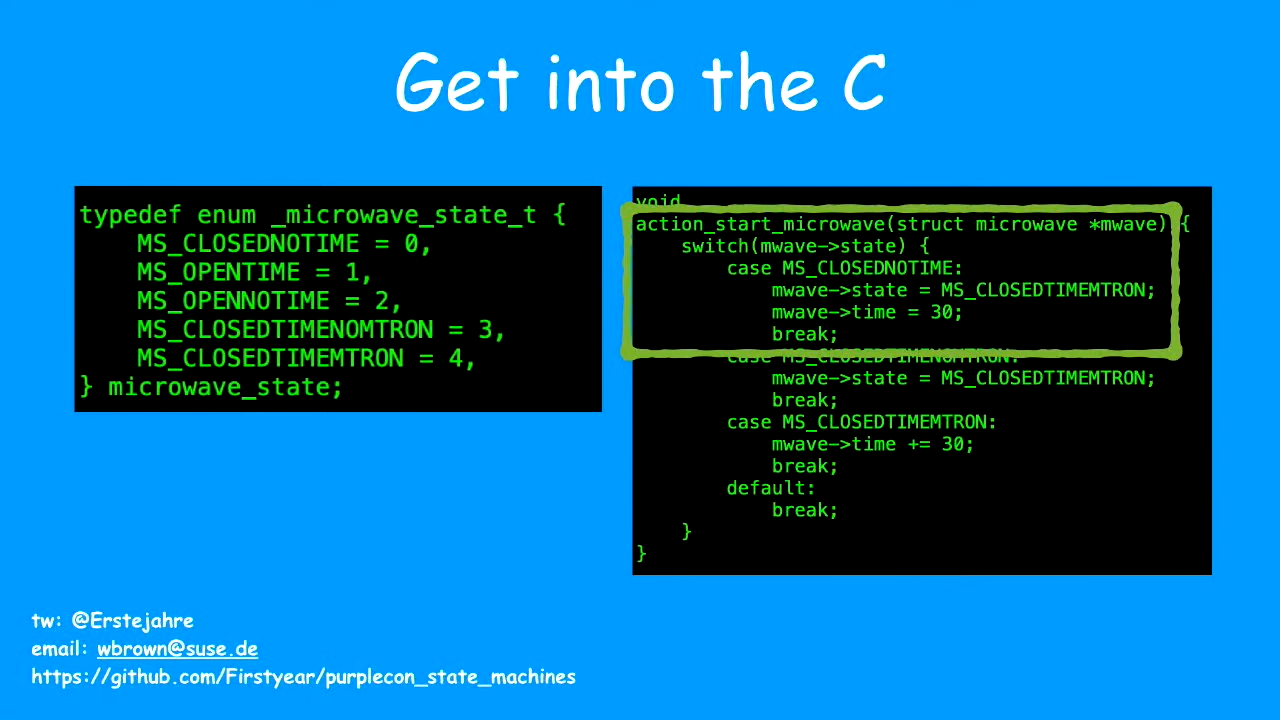 Get into the C
typedef enum _microwave_state_t {
    MS_CLOSEDNOTIME = 0,
    MS_OPENTIME = 1,
    MS_OPENNOTIME = 2,
    MS_CLOSEDTIMENOMTRON = 3,
    MS_CLOSEDTIMEMTRON = 4,
} microwave_state;
void
action_start_microwave(struct microwave *mwave) {
    switch(mwave->state) {
        case MS_CLOSEDNOTIME:
            mwave->state = MS_CLOSEDTIMEMTRON;
            mwave->time = 30;
            break;
        case MS_CLOSEDTIMENOMTRON:
            mwave->state = MS_CLOSEDTIMEMTRON;
            break;
        case MS_CLOSEDTIMEMTRON:
            mwave->time += 30;
            break;
        default:
            break;
    }
}
tw: @Erstejahre
email: wbrown@suse.de
https://github.com/Firstyear/purplecon_state_machines